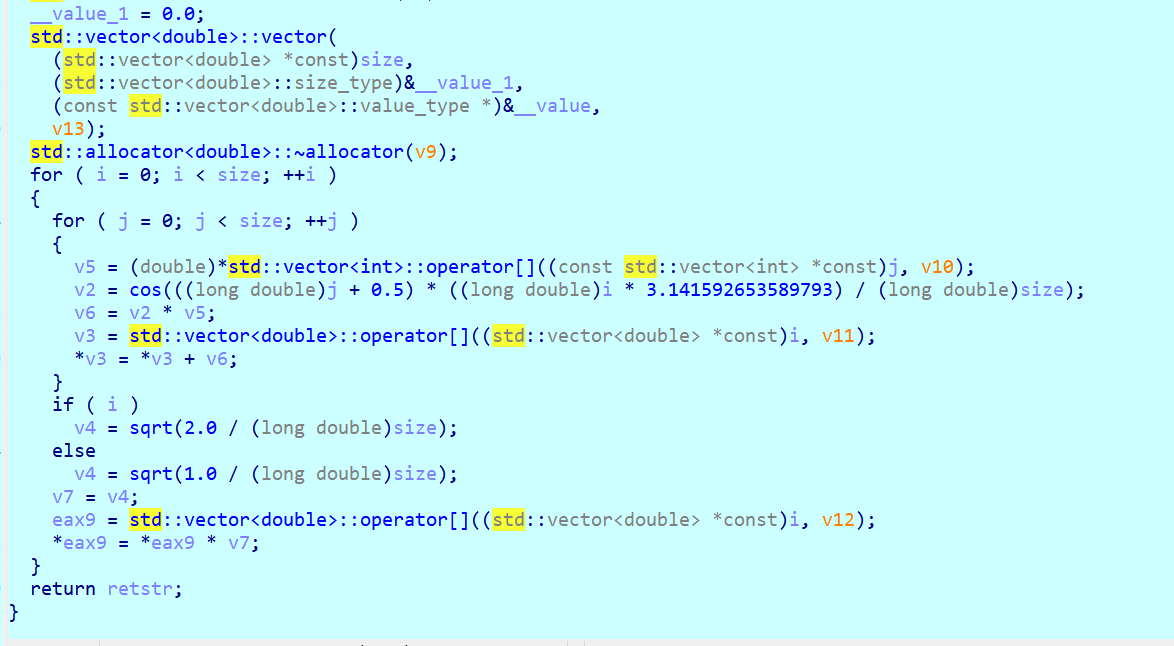 __value_1 = 0.0;
std::vector<double>::vector(
(std::vector<double> *const)size,
(std::vector<double>::size_type)&__value_1,
(const std::vector<double>::value_type *)&__value,
v13);
std::allocator<double>::~allocator(v9);
for ( i = 0; i < size; ++i )
{
for ( j = 0; j < size; ++j )
{
v5 = (double)*std::vector<int>::operator[]((const std::vector<int> *const)j, v10);
v2 = cos(((long double)j + 0.5) * ((long double)i * 3.141592653589793) / (long double)size);
v6 = v2 * v5;
v3 = std::vector<double>::operator[]((std::vector<double> *const)i, v11);
*v3 = *v3 + v6;
}
if ( i )
v4 = sqrt(2.0 / (long double)size);
else
v4 = sqrt(1.0 / (long double)size);
v7 = v4;
eax9 = std::vector<double>::operator[]((std::vector<double> *const)i, v12);
*eax9 = *eax9 * v7;
}
return retstr;
}